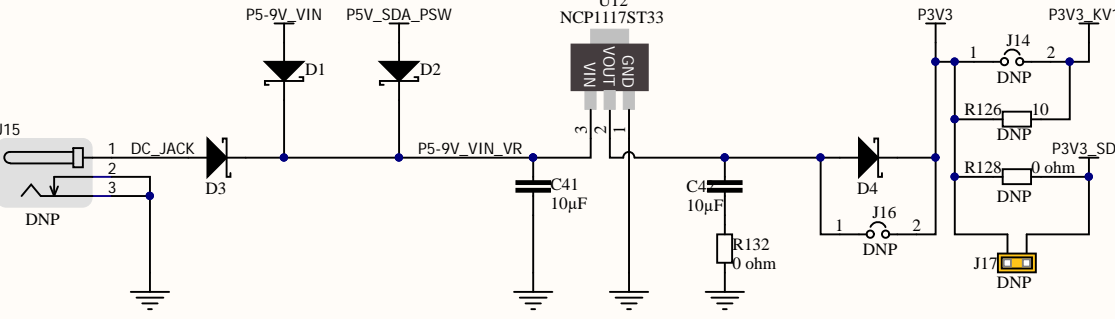 U12
P5-9V_VIN P5V_SDA_PSW NCP1117ST33 P3V3 P3V3_KV1
J14
1 2
D1 D2 VIN VOUT GND DNP
R126 10
DNP
J15 3 2 1
1 DC_JACK P5-9V_VIN_VR P3V3_SD
2 R128 0 ohm
3 D3 C41 C42 D4 DNP
10µF 10µF J16
DNP 1 2
DNP
R132 J17
0 ohm DNP